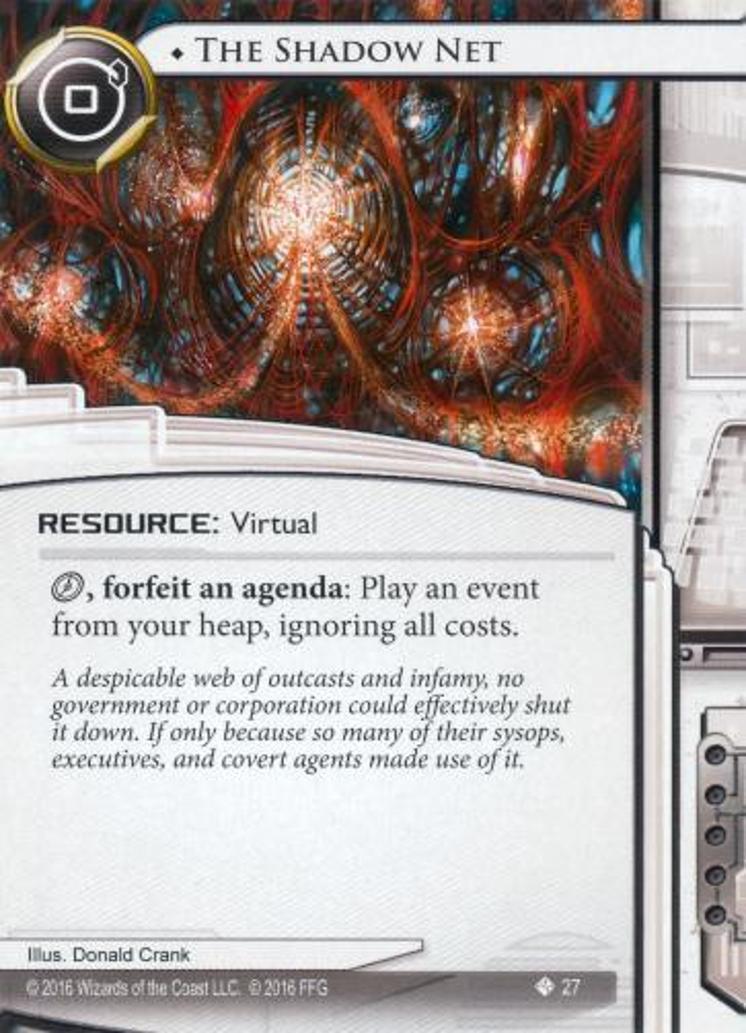 ◆ THE SHADOW NET
RESOURCE: Virtual
, forfeit an agenda: Play an event
from your heap, ignoring all costs.
A despicable web of outcasts and infamy, no
government or corporation could effectively shut
it down. If only because so many of their sysops,
executives, and covert agents made use of it.
Illus. Donald Crank
© 2016 Wizards of the Coast LLC. © 2016 FFG
27